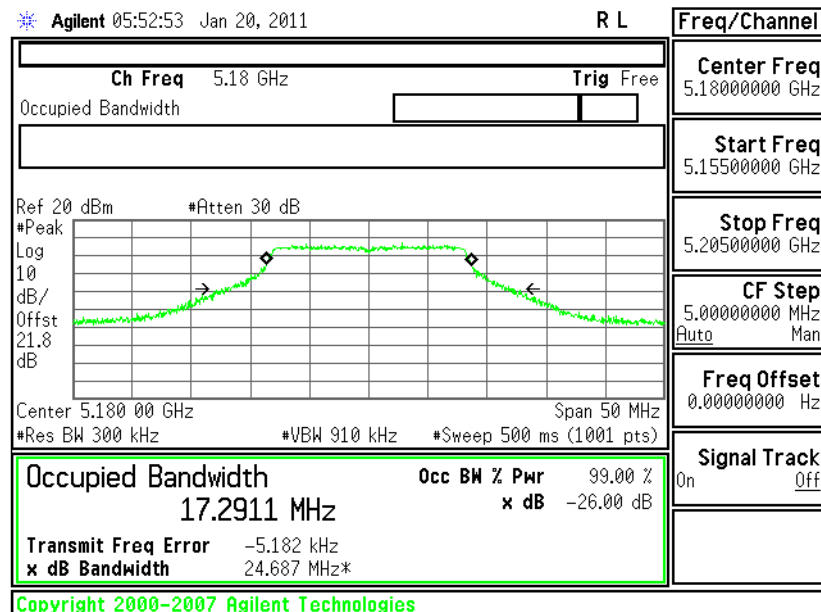 Agilent 05:52:53 Jan 20, 2011 R L
Freq/Channel
Ch Freq 5.18 GHz Trig Free
Occupied Bandwidth
Center Freq
5.18000000 GHz
Start Freq
5.15500000 GHz
Stop Freq
5.20500000 GHz
CF Step
5.00000000 MHz
Auto Man
Freq Offset
0.00000000 Hz
Signal Track
On Off
Ref 20 dBm #Atten 30 dB
#Peak
Log
10
dB/
Offst
21.8
dB
Center 5.180 00 GHz Span 50 MHz
#Res BW 300 kHz #VBW 910 kHz #Sweep 500 ms (1001 pts)
Occupied Bandwidth Occ BW % Pwr 99.00 %
17.2911 MHz x dB -26.00 dB
Transmit Freq Error -5.182 kHz
x dB Bandwidth 24.687 MHz*
Copyright 2000-2007 Agilent Technologies